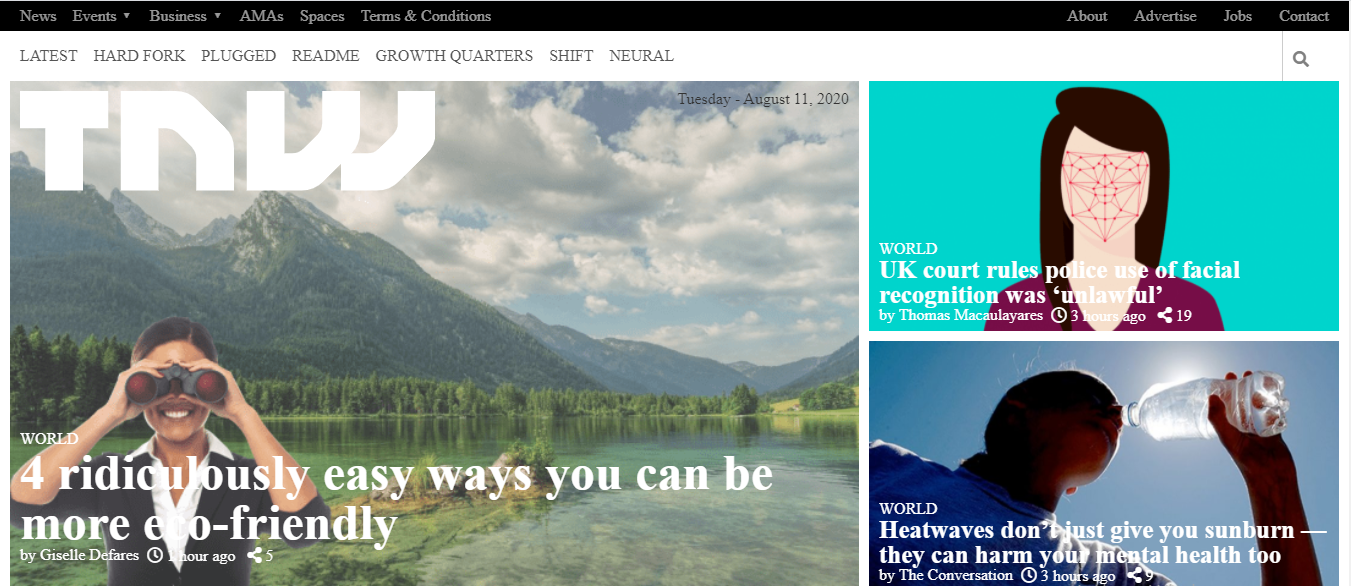 News Events ▼ Business ▼ AMAs Spaces Terms & Conditions About Advertise Jobs Contact
LATEST HARD FORK PLUGGED README GROWTH QUARTERS SHIFT NEURAL
TNW
Tuesday - August 11, 2020
WORLD
4 ridiculously easy ways you can be
more eco-friendly
by Giselle Defares 1 hour ago 5
WORLD
UK court rules police use of facial
recognition was ‘unlawful’
by Thomas Macaulayares 3 hours ago 19
WORLD
Heatwaves don’t just give you sunburn —
they can harm your mental health too
by The Conversation 3 hours ago 9